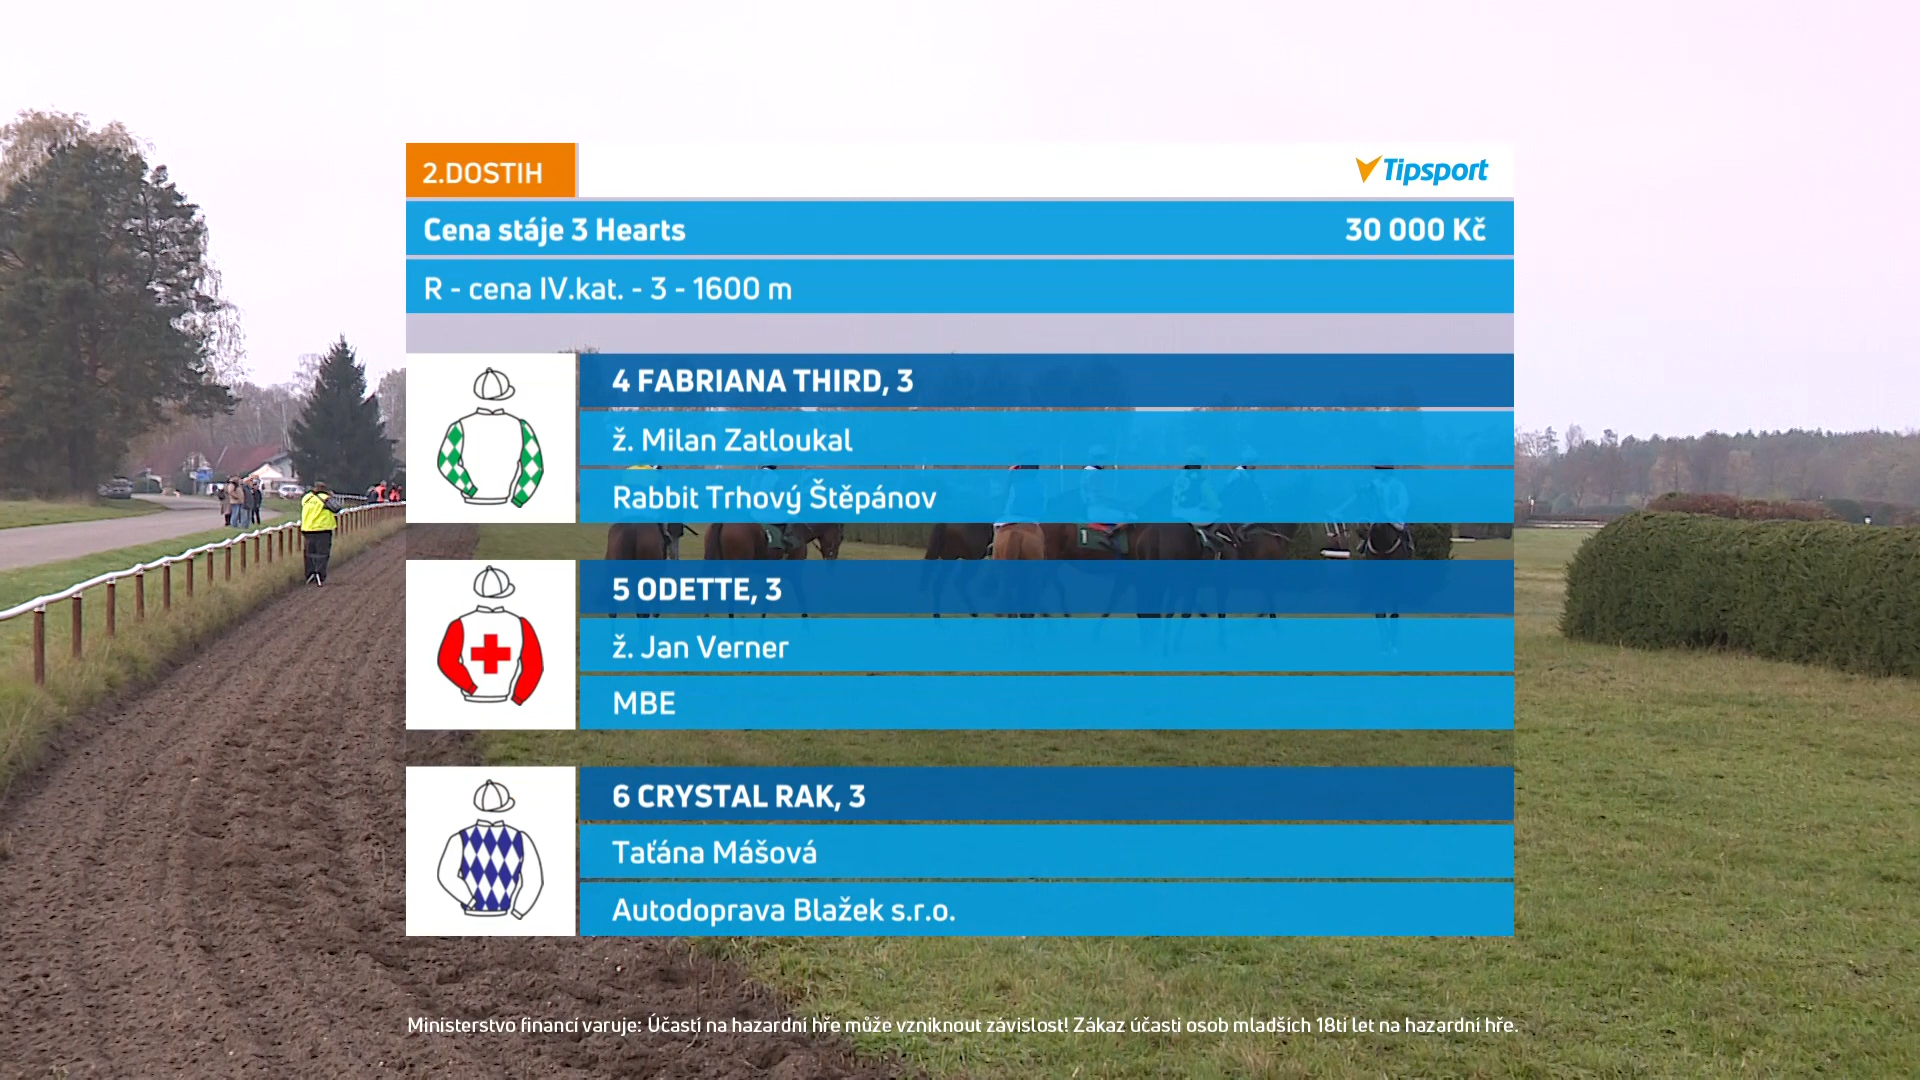 2.DOSTIH
Tipsport
Cena stáje 3 Hearts
30 000 Kč
R - cena IV.kat. - 3 - 1600 m
4 FABRIANA THIRD, 3
ž. Milan Zatloukal
Rabbit Trhový Štěpánov
1
5 ODETTE, 3
ž. Jan Verner
MBE
6 CRYSTAL RAK, 3
Taťána Mášová
Autodoprava Blažek s.r.o.
Ministerstvo financí varuje: Účastí na hazardní hře může vzniknout závislost! Zákaz účasti osob mladších 18ti let na hazardní hře.